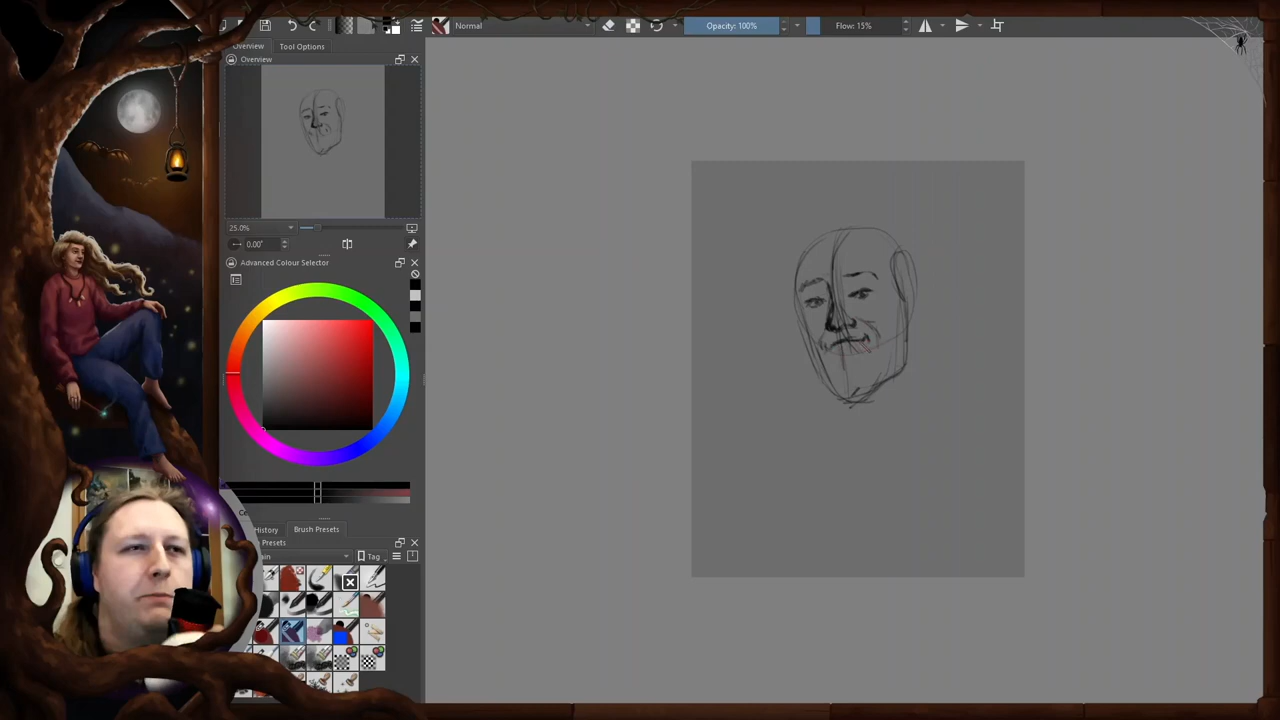 Normal
Opacity: 100%
Flow: 15%
Overview
Tool Options
Overview
25.0%
0.00°
Advanced Colour Selector
History
Brush Presets
Presets
Tag